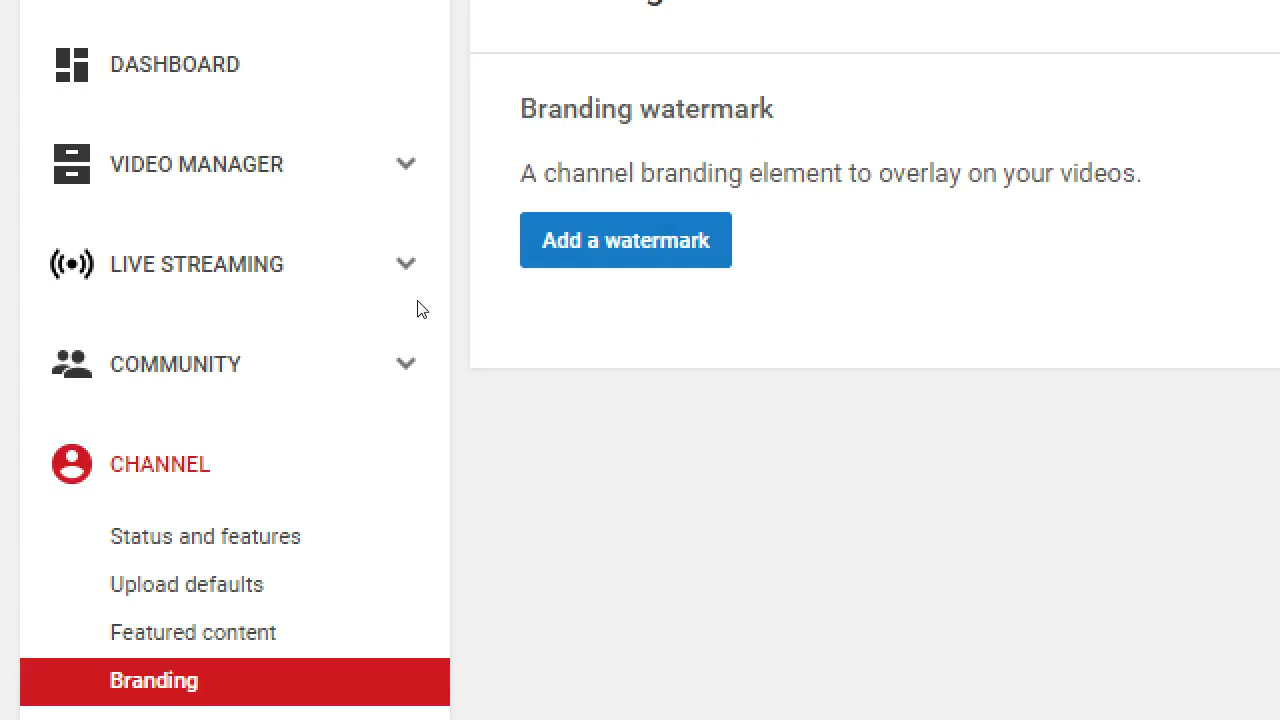 DASHBOARD
VIDEO MANAGER
LIVE STREAMING
COMMUNITY
CHANNEL
Status and features
Upload defaults
Featured content
Branding
Branding watermark
A channel branding element to overlay on your videos.
Add a watermark